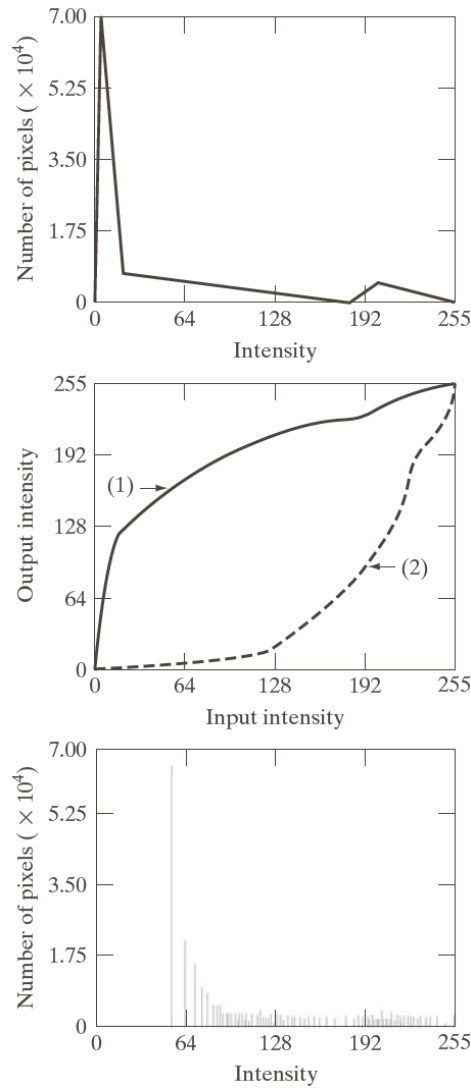 7.00
5.25
3.50
1.75
0
Number of pixels ( × 10⁴)
0 64 128 192 255
Intensity
255
192
128
64
0
Output intensity
(1)
(2)
0 64 128 192 255
Input intensity
7.00
5.25
3.50
1.75
0
Number of pixels ( × 10⁴)
0 64 128 192 255
Intensity